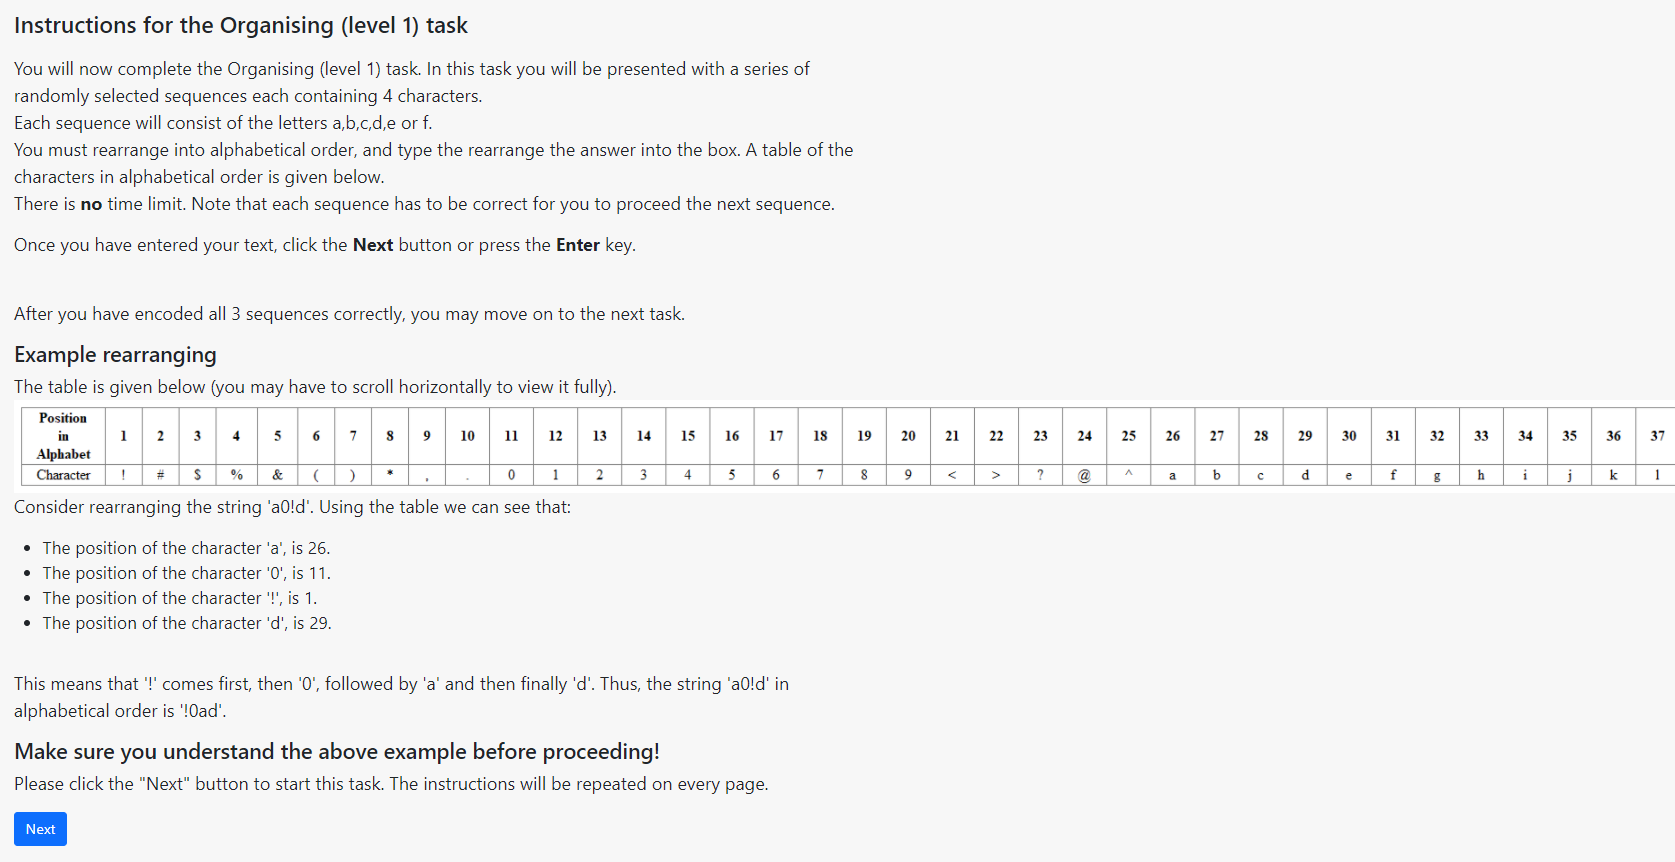 Instructions for the Organising (level 1) task
You will now complete the Organising (level 1) task. In this task you will be presented with a series of
randomly selected sequences each containing 4 characters.
Each sequence will consist of the letters a,b,c,d,e or f.
You must rearrange into alphabetical order, and type the rearrange the answer into the box. A table of the
characters in alphabetical order is given below.
There is no time limit. Note that each sequence has to be correct for you to proceed the next sequence.
Once you have entered your text, click the Next button or press the Enter key.
After you have encoded all 3 sequences correctly, you may move on to the next task.
Example rearranging
The table is given below (you may have to scroll horizontally to view it fully).
Position in Alphabet 1 2 3 4 5 6 7 8 9 10 11 12 13 14 15 16 17 18 19 20 21 22 23 24 25 26 27 28 29 30 31 32 33 34 35 36 37
Character ! # $ % & ( ) * , . 0 1 2 3 4 5 6 7 8 9 < > ? @ ^ a b c d e f g h i j k l
Consider rearranging the string 'a0!d'. Using the table we can see that:
• The position of the character 'a', is 26.
• The position of the character '0', is 11.
• The position of the character '!', is 1.
• The position of the character 'd', is 29.
This means that '!' comes first, then '0', followed by 'a' and then finally 'd'. Thus, the string 'a0!d' in
alphabetical order is '!0ad'.
Make sure you understand the above example before proceeding!
Please click the "Next" button to start this task. The instructions will be repeated on every page.
Next